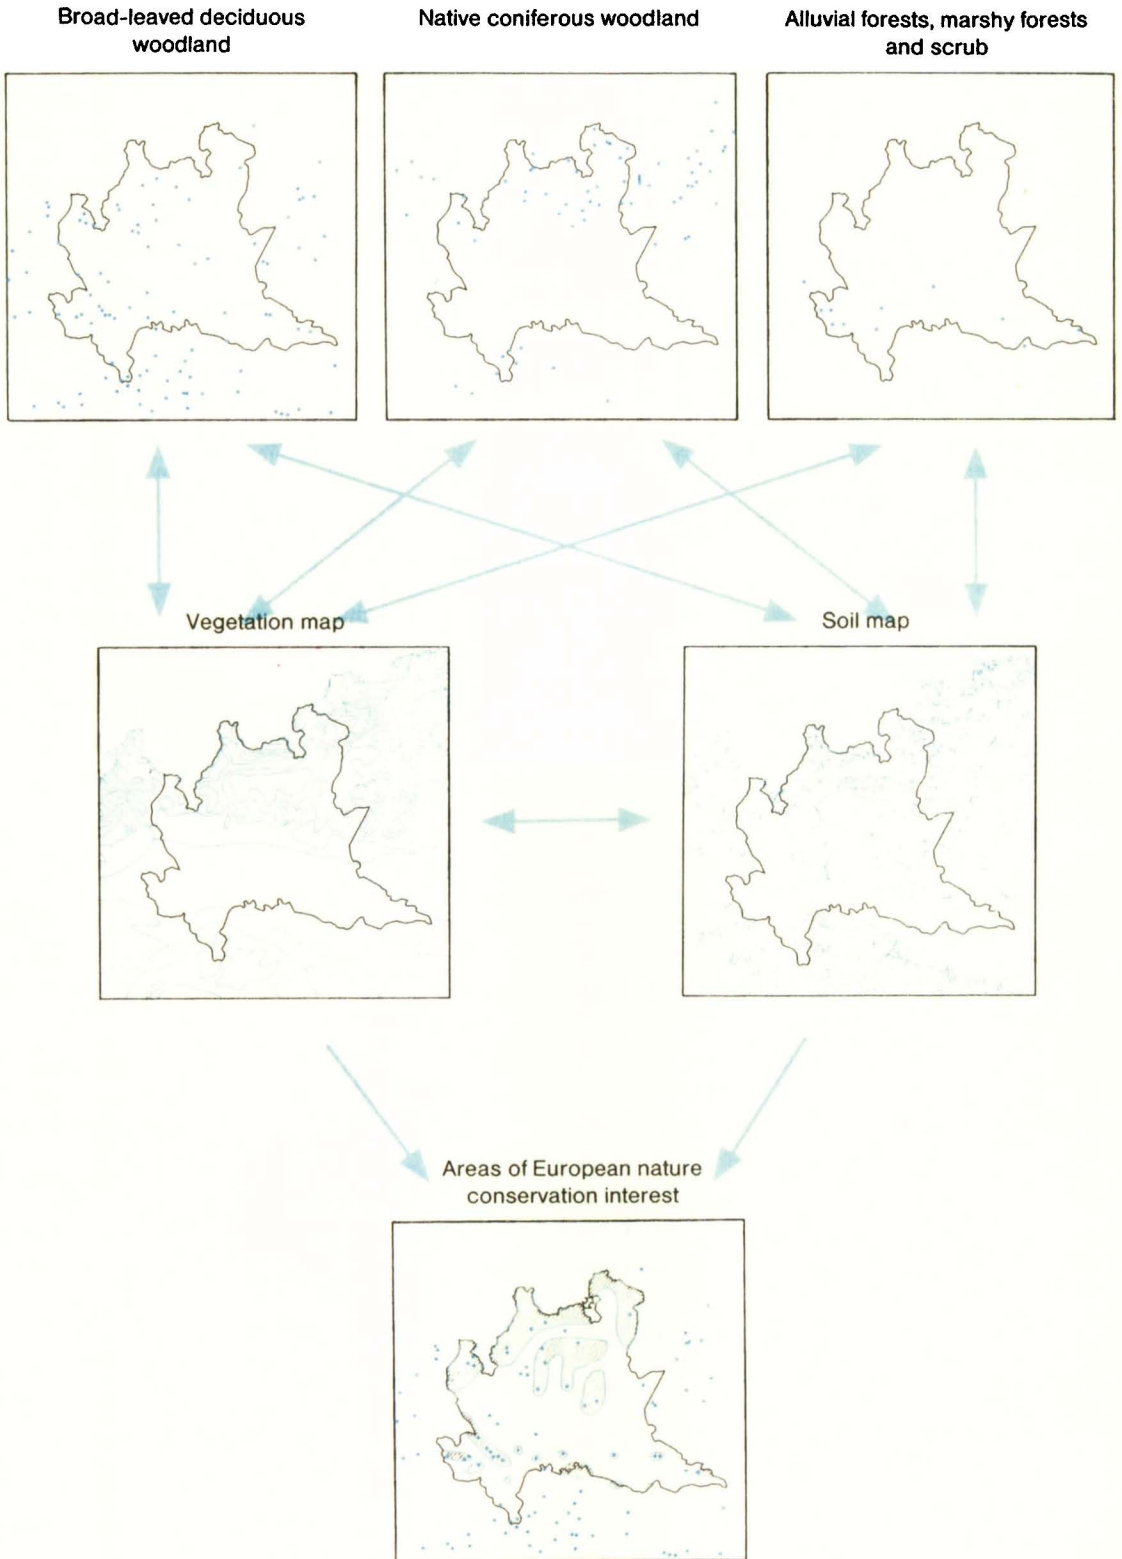 Broad-leaved deciduous
woodland
Native coniferous woodland
Alluvial forests, marshy forests
and scrub
Vegetation map
Soil map
Areas of European nature
conservation interest